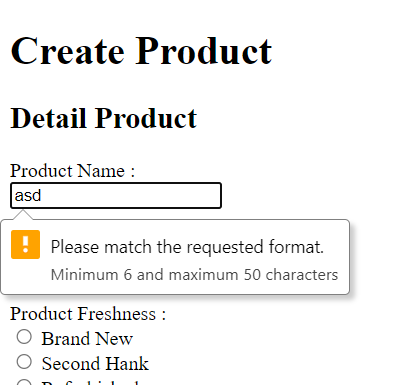 Create Product
Detail Product
Product Name :
asd
Please match the requested format.
Minimum 6 and maximum 50 characters
Product Freshness :
Brand New
Second Hank